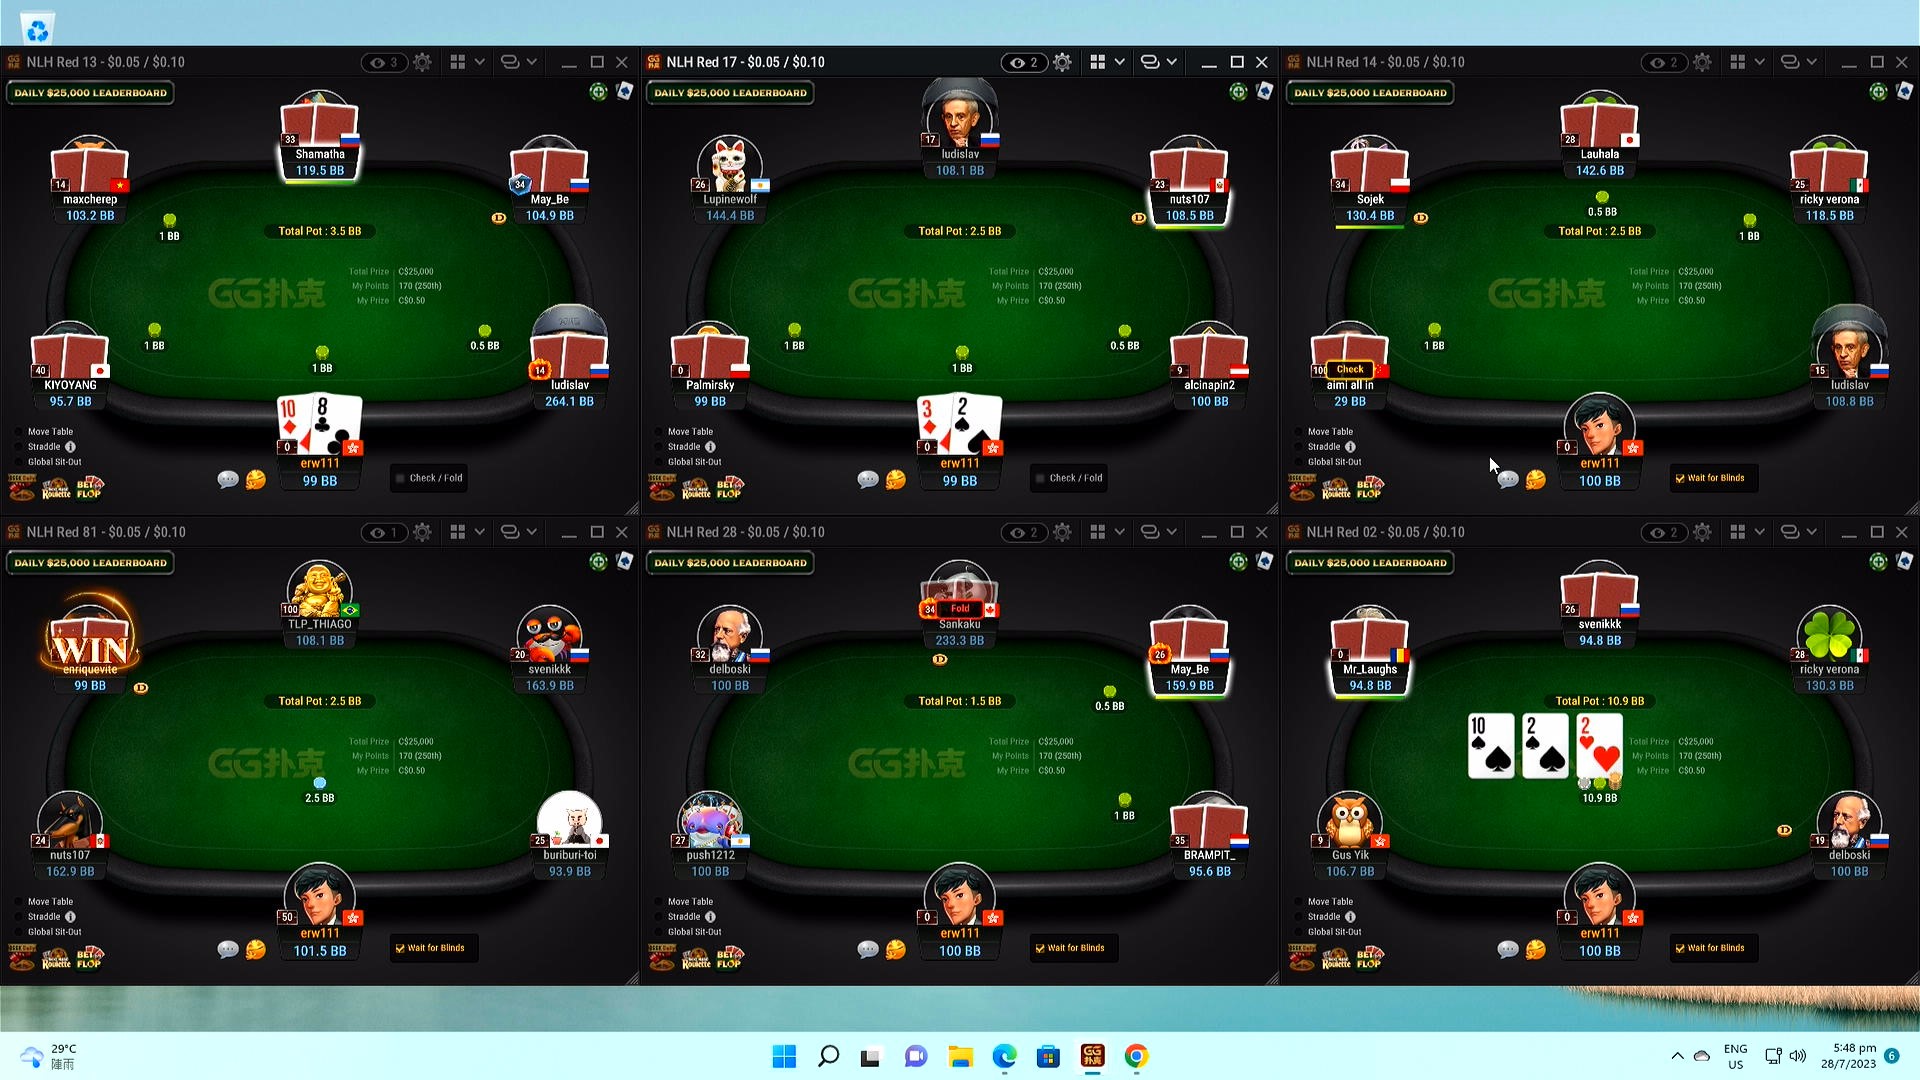 NLH Red 13 - $0.05 / $0.10
3
DAILY $25,000 LEADERBOARD
33
Shamatha
119.5 BB
14
maxcherep
103.2 BB
34
May_Be
104.9 BB
D
1 BB
Total Pot : 3.5 BB
GG扑克
Total Prize C$25,000
My Points 170 (250th)
My Prize C$0.50
1 BB
1 BB
0.5 BB
40
KIYOYANG
95.7 BB
14
ludislav
264.1 BB
10 8
0
erw111
99 BB
Move Table
Straddle
Global Sit-Out
Check / Fold
Roulette
BET FLOP
NLH Red 17 - $0.05 / $0.10
2
DAILY $25,000 LEADERBOARD
17
ludislav
108.1 BB
26
Lupinewolf
144.4 BB
23
nuts107
108.5 BB
D
Total Pot : 2.5 BB
GG扑克
Total Prize C$25,000
My Points 170 (250th)
My Prize C$0.50
1 BB
1 BB
0.5 BB
0
Palmirsky
99 BB
9
alcinapin2
100 BB
3 2
0
erw111
99 BB
Move Table
Straddle
Global Sit-Out
Check / Fold
Roulette
BET FLOP
NLH Red 14 - $0.05 / $0.10
2
DAILY $25,000 LEADERBOARD
28
Lauhala
142.6 BB
34
Sojek
130.4 BB
25
ricky verona
118.5 BB
D
0.5 BB
1 BB
Total Pot : 2.5 BB
GG扑克
Total Prize C$25,000
My Points 170 (250th)
My Prize C$0.50
1 BB
100
Check
aimi all in
29 BB
15
ludislav
108.8 BB
0
erw111
100 BB
Move Table
Straddle
Global Sit-Out
Wait for Blinds
Roulette
BET FLOP
NLH Red 81 - $0.05 / $0.10
1
DAILY $25,000 LEADERBOARD
100
TLP_THIAGO
108.1 BB
WIN
enriquevite
99 BB
20
svenikkk
163.9 BB
D
Total Pot : 2.5 BB
GG扑克
Total Prize C$25,000
My Points 170 (250th)
My Prize C$0.50
2.5 BB
24
nuts107
162.9 BB
25
buriburi-toi
93.9 BB
50
erw111
101.5 BB
Move Table
Straddle
Global Sit-Out
Wait for Blinds
Roulette
BET FLOP
NLH Red 28 - $0.05 / $0.10
2
DAILY $25,000 LEADERBOARD
34
Fold
Sankaku
233.3 BB
32
delboski
100 BB
26
May_Be
159.9 BB
D
0.5 BB
Total Pot : 1.5 BB
GG扑克
Total Prize C$25,000
My Points 170 (250th)
My Prize C$0.50
1 BB
27
push1212
100 BB
35
BRAMPIT_
95.6 BB
0
erw111
100 BB
Move Table
Straddle
Global Sit-Out
Wait for Blinds
Roulette
BET FLOP
NLH Red 02 - $0.05 / $0.10
2
DAILY $25,000 LEADERBOARD
26
svenikkk
94.8 BB
0
Mr_Laughs
94.8 BB
28
ricky verona
130.3 BB
Total Pot : 10.9 BB
10 2 2
Total Prize C$25,000
My Points 170 (250th)
My Prize C$0.50
10.9 BB
D
9
Gus Yik
106.7 BB
19
delboski
100 BB
0
erw111
100 BB
Move Table
Straddle
Global Sit-Out
Wait for Blinds
Roulette
BET FLOP
29°C
陣雨
GG扑克
ENG
US
5:48 pm
28/7/2023
6